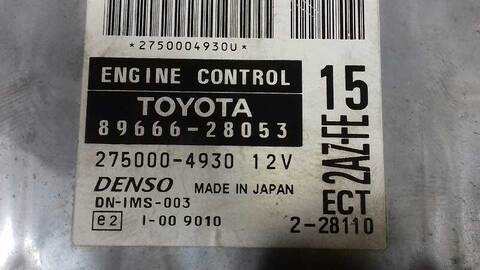 *2750004930U*
ENGINE CONTROL
TOYOTA
89666-28053
275000-4930 12V
DENSO MADE IN JAPAN
DN-IMS-003
e2 I-00 9010
15
2AZ-FE
ECT
2-28110